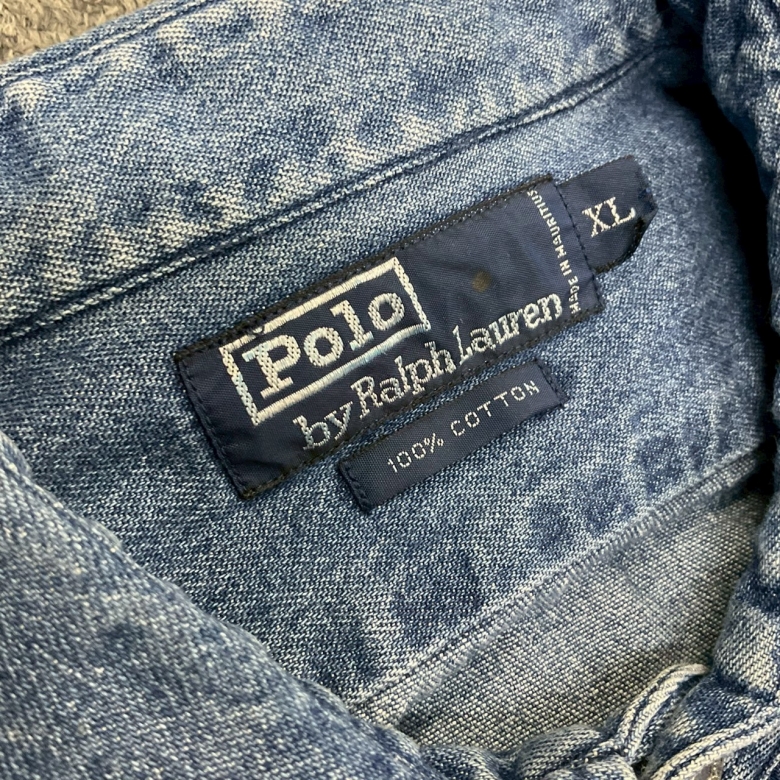 Polo
by Ralph Lauren
MADE IN MAURITIUS
XL
100% COTTON